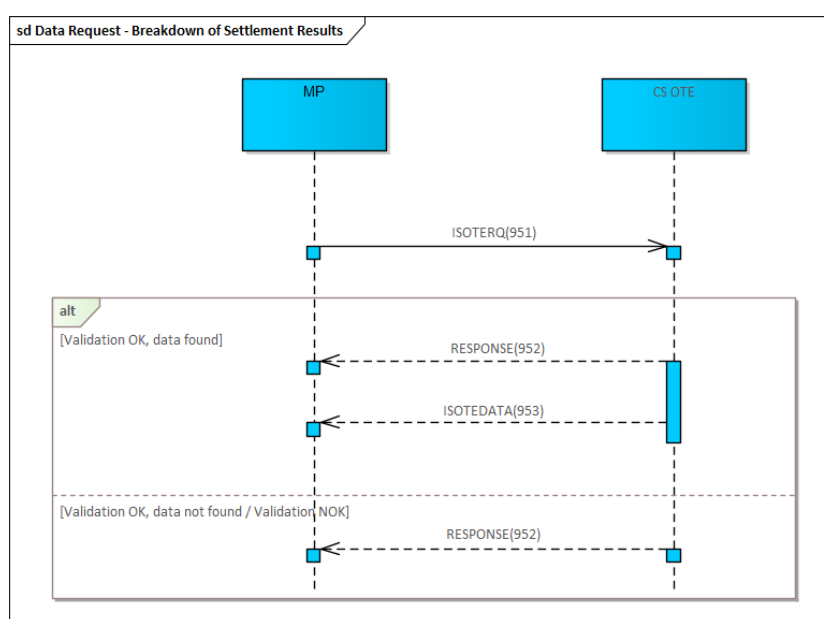 sd Data Request - Breakdown of Settlement Results
MP
CS OTE
ISOTERQ(951)
alt
[Validation OK, data found]
RESPONSE(952)
ISOTEDATA(953)
[Validation OK, data not found / Validation NOK]
RESPONSE(952)